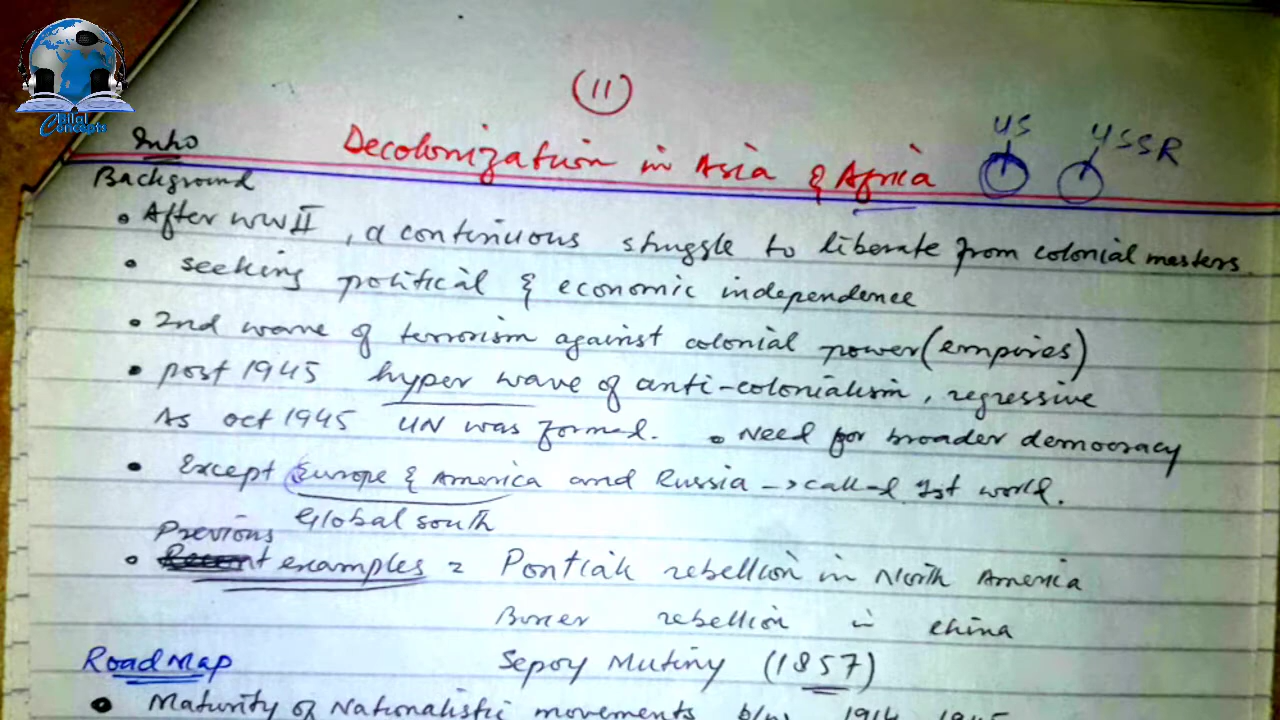 Bilal
Concepts
(11)
US
USSR
Intro
Decolonization in Asia & Africa
Background
• After WWII, a continuous struggle to liberate from colonial masters.
• seeking political & economic independence
• 2nd wave of terrorism against colonial power (empires)
• post 1945 hyper wave of anti-colonialism, regressive
As oct 1945 UN was formed. • Need for broader democracy
• Except Europe & America and Russia → called 1st world.
Global south
Previous
• examples = Pontiak rebellion in North America
Boxer rebellion in china
Road Map
Sepoy Mutiny (1857)
• Maturity of Nationalistic movements b/w 1914 1945